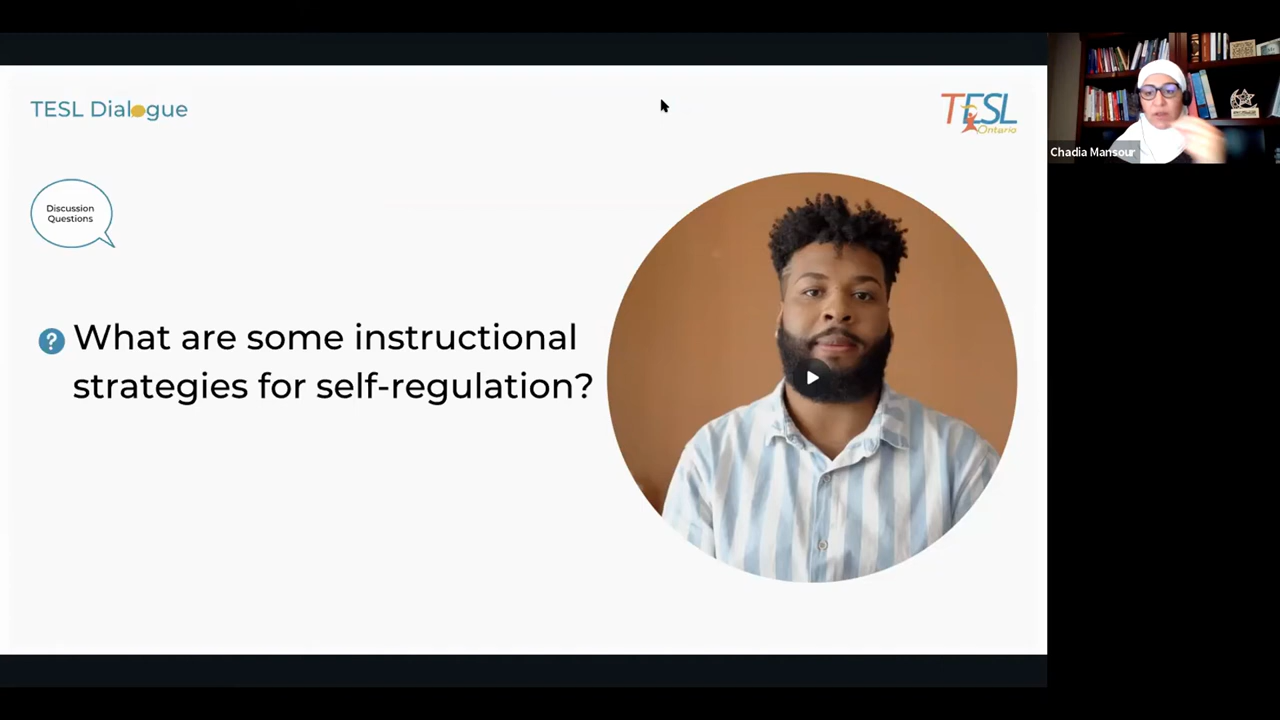 TESL Dialogue
TESL
Ontario
Discussion
Questions
? What are some instructional
strategies for self-regulation?
Chadia Mansour